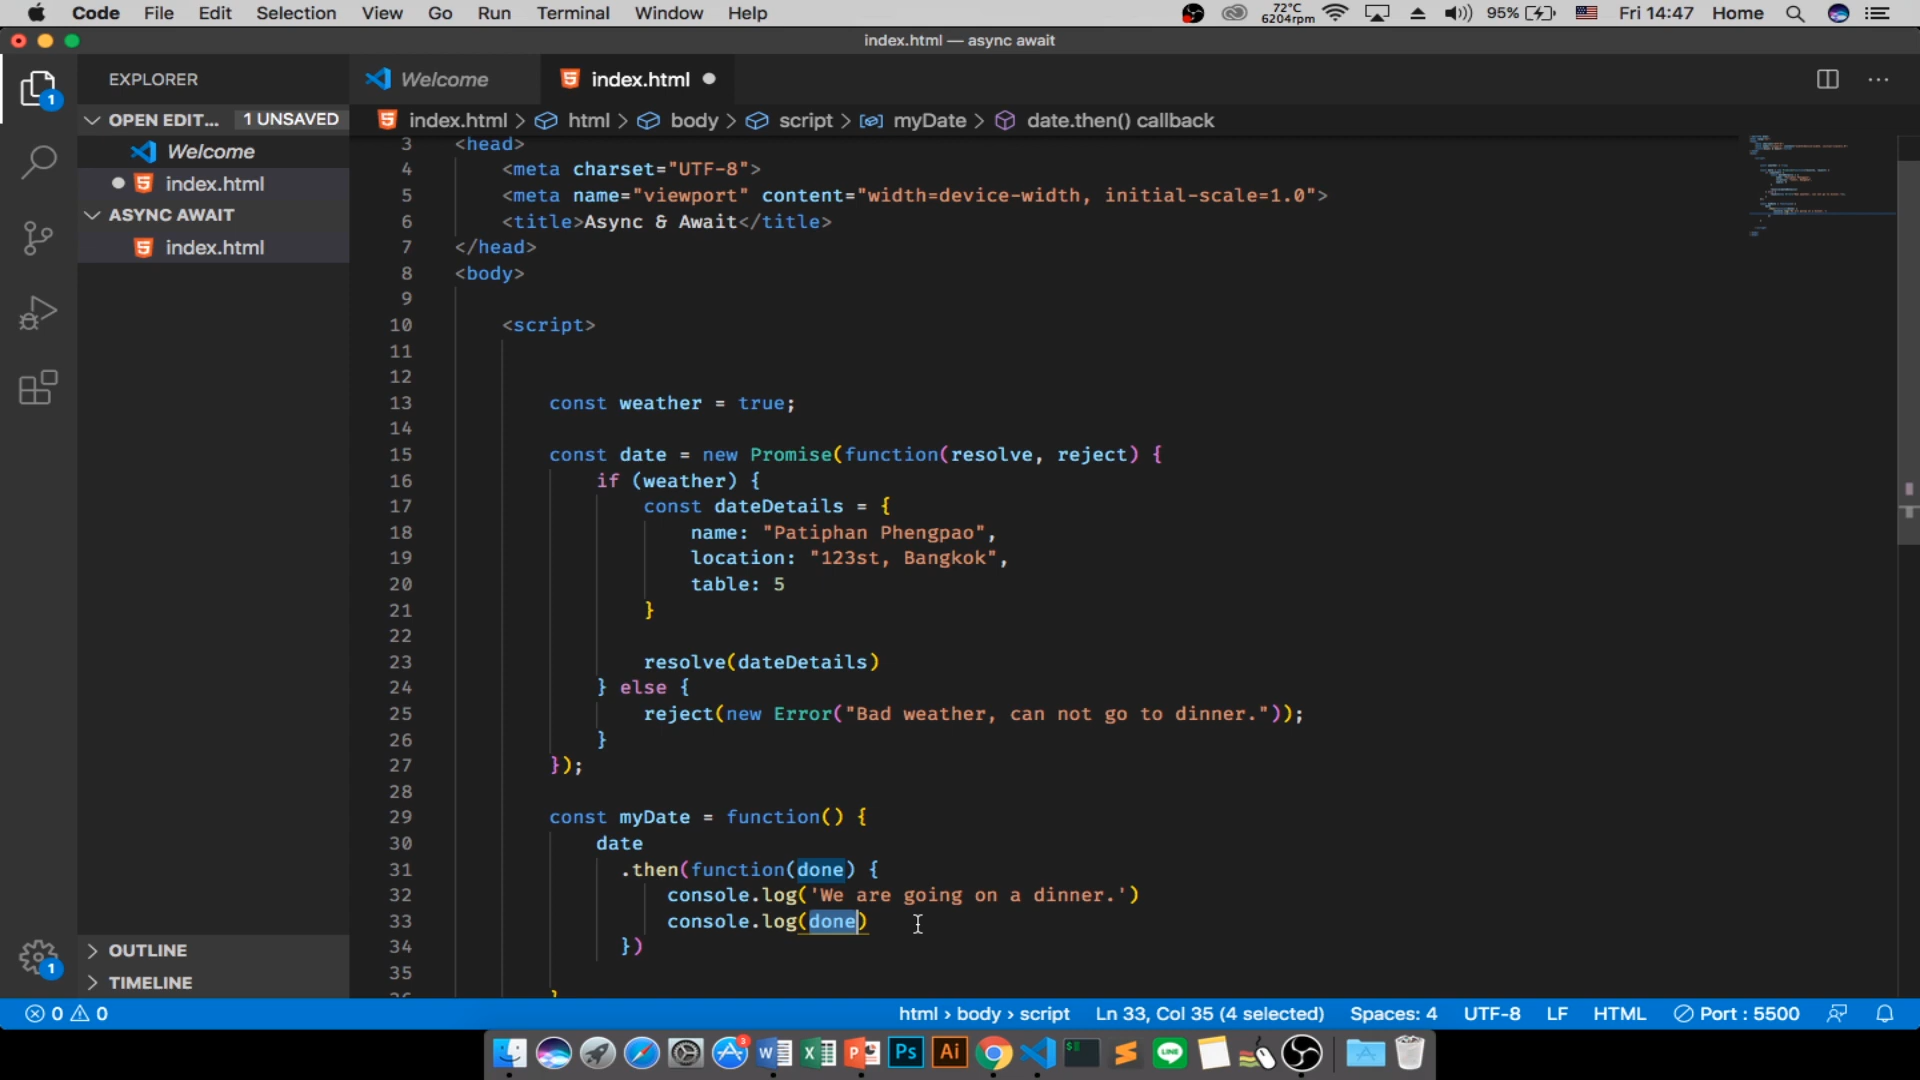 Code File Edit Selection View Go Run Terminal Window Help 72°C 6204rpm 95% Fri 14:47 Home
index.html — async await
EXPLORER
Welcome
index.html
OPEN EDIT... 1 UNSAVED
Welcome
index.html
ASYNC AWAIT
index.html
index.html > html > body > script > myDate > date.then() callback
3 <head>
4 <meta charset="UTF-8">
5 <meta name="viewport" content="width=device-width, initial-scale=1.0">
6 <title>Async & Await</title>
7 </head>
8 <body>
9
10 <script>
11
12
13 const weather = true;
14
15 const date = new Promise(function(resolve, reject) {
16 if (weather) {
17 const dateDetails = {
18 name: "Patiphan Phengpao",
19 location: "123st, Bangkok",
20 table: 5
21 }
22
23 resolve(dateDetails)
24 } else {
25 reject(new Error("Bad weather, can not go to dinner."));
26 }
27 });
28
29 const myDate = function() {
30 date
31 .then(function(done) {
32 console.log('We are going on a dinner.')
33 console.log(done)
34 })
35
1
1
OUTLINE
TIMELINE
0 0 html > body > script Ln 33, Col 35 (4 selected) Spaces: 4 UTF-8 LF HTML Port : 5500
3 Ps Ai LINE